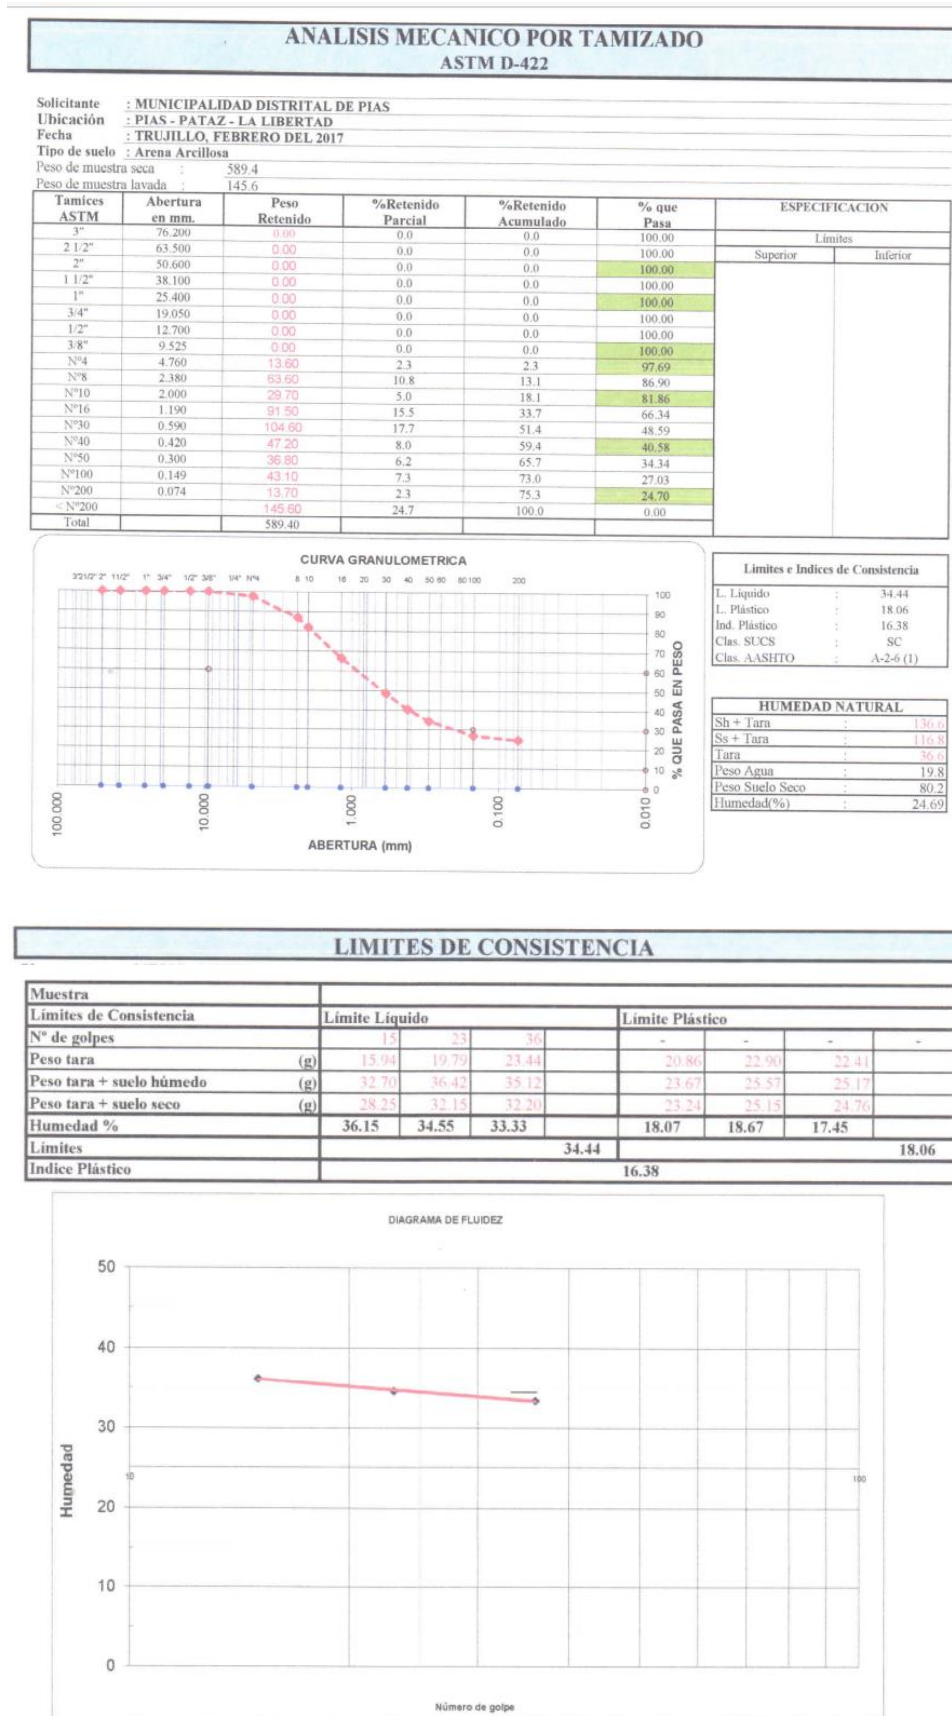 ANALISIS MECANICO POR TAMIZADO
ASTM D-422
Solicitante : MUNICIPALIDAD DISTRITAL DE PIAS
Ubicación : PIAS - PATAZ - LA LIBERTAD
Fecha : TRUJILLO, FEBRERO DEL 2017
Tipo de suelo : Arena Arcillosa
Peso de muestra seca : 589.4
Peso de muestra lavada : 145.6
Tamices Abertura Peso %Retenido %Retenido % que ESPECIFICACION
ASTM en mm. Retenido Parcial Acumulado Pasa Límites
3" 76.200 0.00 0.0 0.0 100.00 Superior Inferior
2 1/2" 63.500 0.00 0.0 0.0 100.00
2" 50.600 0.00 0.0 0.0 100.00
1 1/2" 38.100 0.00 0.0 0.0 100.00
1" 25.400 0.00 0.0 0.0 100.00
3/4" 19.050 0.00 0.0 0.0 100.00
1/2" 12.700 0.00 0.0 0.0 100.00
3/8" 9.525 0.00 0.0 0.0 100.00
Nº4 4.760 13.60 2.3 2.3 97.69
Nº8 2.380 63.60 10.8 13.1 86.90
Nº10 2.000 29.70 5.0 18.1 81.86
Nº16 1.190 91.50 15.5 33.7 66.34
Nº30 0.590 104.60 17.7 51.4 48.59
Nº40 0.420 47.20 8.0 59.4 40.58
Nº50 0.300 36.80 6.2 65.7 34.34
Nº100 0.149 43.10 7.3 73.0 27.03
Nº200 0.074 13.70 2.3 75.3 24.70
< Nº200 145.60 24.7 100.0 0.00
Total 589.40
CURVA GRANULOMETRICA
3"21/2" 2" 11/2" 1" 3/4" 1/2" 3/8" 1/4" Nº4 8 10 16 20 30 40 50 60 80 100 200
100
90
80
70
60
50
40
30
20
10
0
% QUE PASA EN PESO
100.000 10.000 1.000 0.100 0.010
ABERTURA (mm)
Limites e Indices de Consistencia
L. Liquido : 34.44
L. Plástico : 18.06
Ind. Plástico : 16.38
Clas. SUCS : SC
Clas. AASHTO : A-2-6 (1)
HUMEDAD NATURAL
Sh + Tara : 136.6
Ss + Tara : 116.8
Tara : 36.6
Peso Agua : 19.8
Peso Suelo Seco : 80.2
Humedad(%) : 24.69
LIMITES DE CONSISTENCIA
Muestra
Límites de Consistencia Límite Líquido Límite Plástico
Nº de golpes 15 23 36 - - - -
Peso tara (g) 15.94 19.79 23.44 20.86 22.90 22.41
Peso tara + suelo húmedo (g) 32.70 36.42 35.12 23.67 25.57 25.17
Peso tara + suelo seco (g) 28.25 32.15 32.20 23.24 25.15 24.76
Humedad % 36.15 34.55 33.33 18.07 18.67 17.45
Límites 34.44 18.06
Indice Plástico 16.38
DIAGRAMA DE FLUIDEZ
50
40
30
20
10
0
Humedad
10 100
Número de golpe